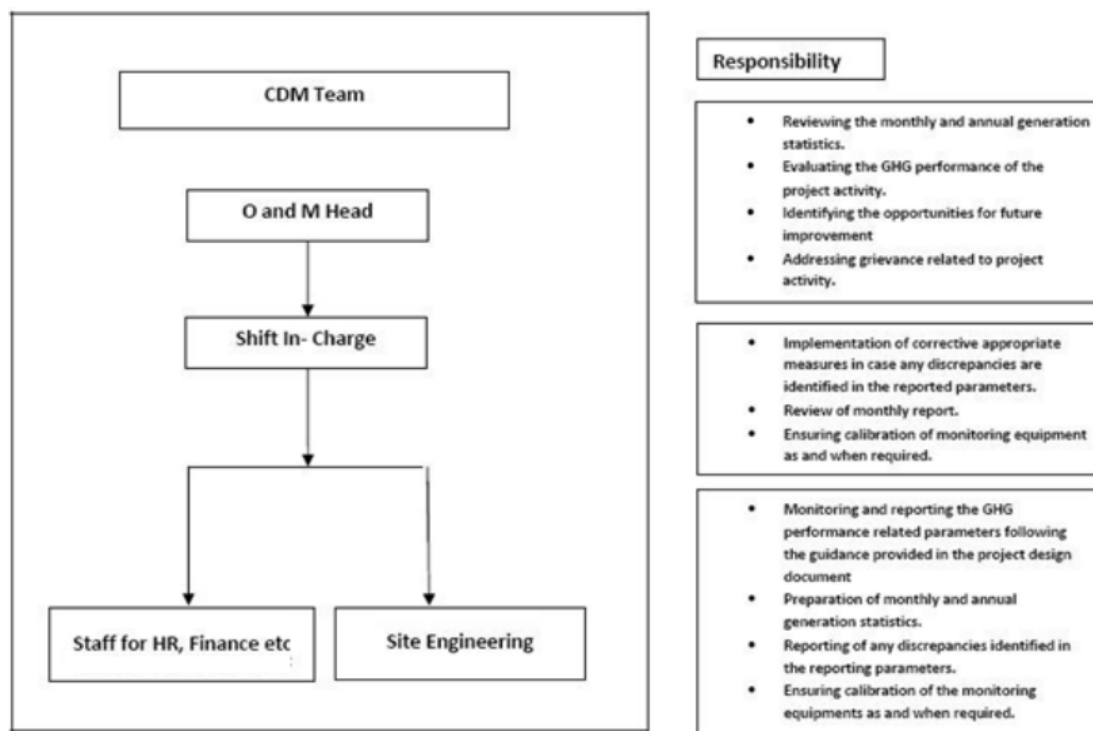 CDM Team
O and M Head
Shift In- Charge
Staff for HR, Finance etc
:
Site Engineering
Responsibility
• Reviewing the monthly and annual generation
statistics.
• Evaluating the GHG performance of the
project activity.
• Identifying the opportunities for future
improvement
• Addressing grievance related to project
activity.
• Implementation of corrective appropriate
measures in case any discrepancies are
identified in the reported parameters.
• Review of monthly report.
• Ensuring calibration of monitoring equipment
as and when required.
• Monitoring and reporting the GHG
performance related parameters following
the guidance provided in the project design
document
• Preparation of monthly and annual
generation statistics.
• Reporting of any discrepancies identified in
the reporting parameters.
• Ensuring calibration of the monitoring
equipments as and when required.